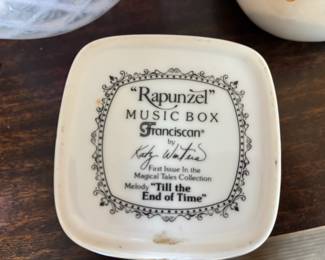 "Rapunzel"
MUSIC BOX
Franciscan®
by
Katy Winters
First Issue In the
Magical Tales Collection
Melody "Till the
End of Time"